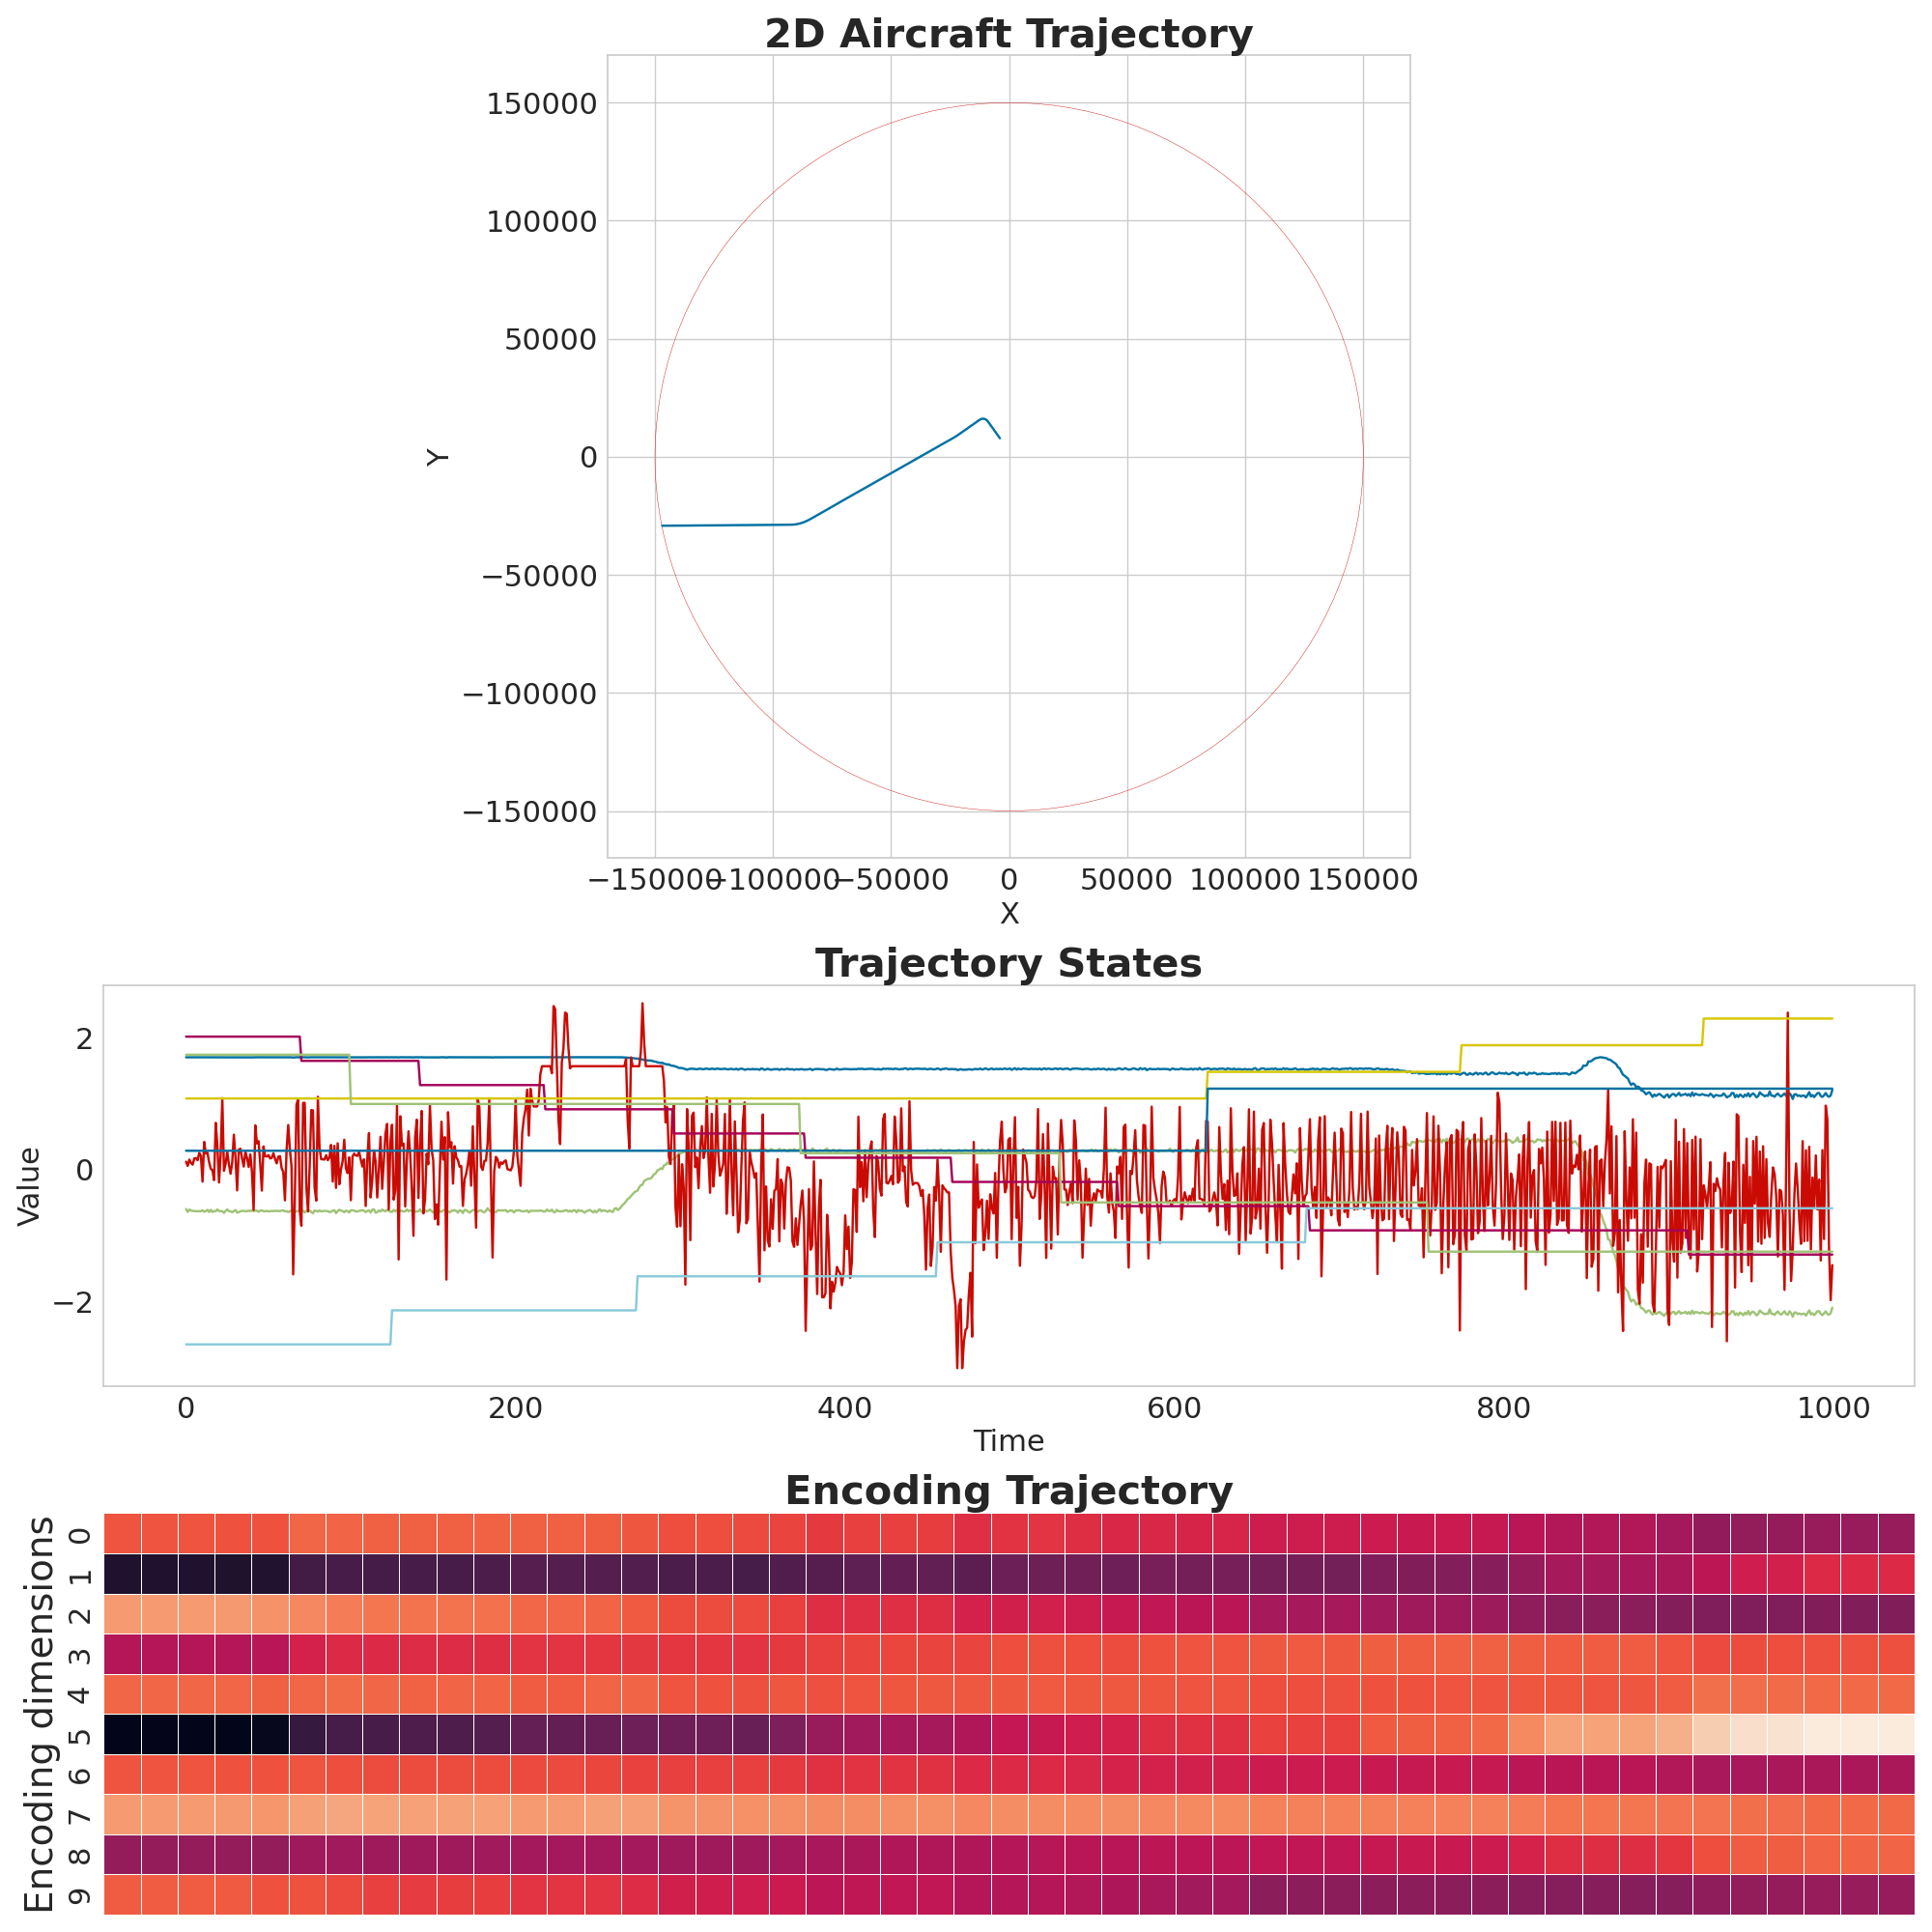 2D Aircraft Trajectory
150000
100000
50000
0
−50000
−100000
−150000
Y
−150000 −100000 −50000 0 50000 100000 150000
X
Trajectory States
2
0
−2
Value
0 200 400 600 800 1000
Time
Encoding Trajectory
Encoding dimensions
0
1
2
3
4
5
6
7
8
9